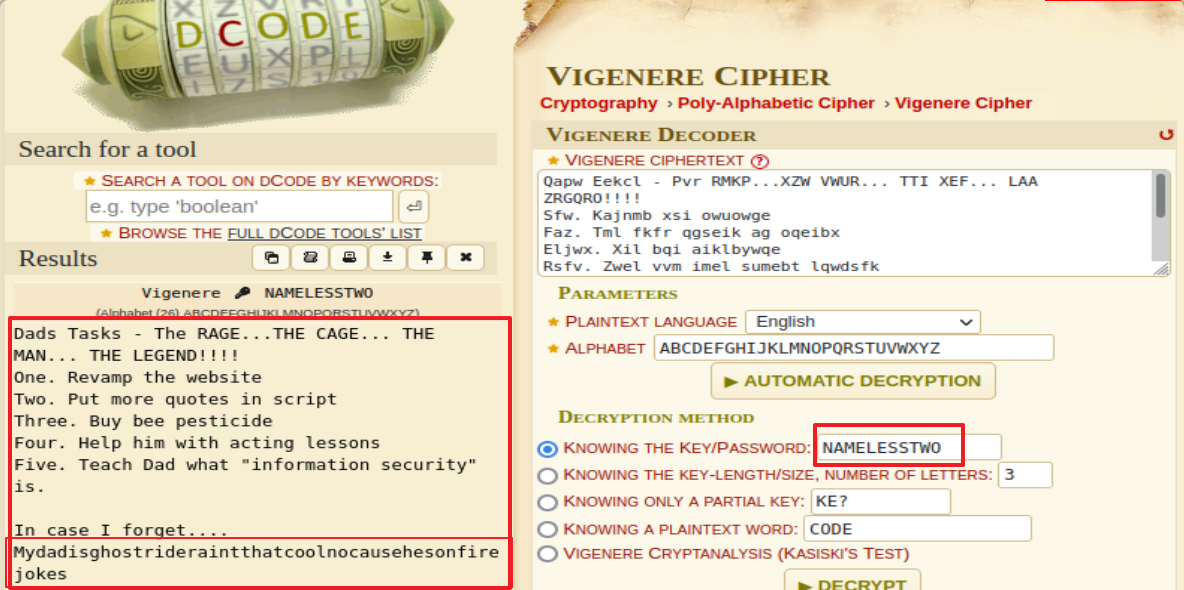 DCODE
Search for a tool
★ SEARCH A TOOL ON DCODE BY KEYWORDS:
e.g. type 'boolean'
★ BROWSE THE FULL DCODE TOOLS' LIST
Results
Vigenere NAMELESSTWO
(Alphabet (26) ABCDEFGHIJKLMNOPQRSTUVWXYZ)
Dads Tasks - The RAGE...THE CAGE... THE
MAN... THE LEGEND!!!!
One. Revamp the website
Two. Put more quotes in script
Three. Buy bee pesticide
Four. Help him with acting lessons
Five. Teach Dad what "information security"
is.
In case I forget....
Mydadisghostrideraintthatcoolnocausehesonfire
jokes
VIGENERE CIPHER
Cryptography › Poly-Alphabetic Cipher › Vigenere Cipher
VIGENERE DECODER
★ VIGENERE CIPHERTEXT ?
Qapw Eekcl - Pvr RMKP...XZW VWUR... TTI XEF... LAA
ZRGQRO!!!!
Sfw. Kajnmb xsi owuowge
Faz. Tml fkfr qgseik ag oqeibx
Eljwx. Xil bqi aiklbywqe
Rsfv. Zwel vvm imel sumebt lqwdsfk
PARAMETERS
★ PLAINTEXT LANGUAGE English
★ ALPHABET ABCDEFGHIJKLMNOPQRSTUVWXYZ
▶ AUTOMATIC DECRYPTION
DECRYPTION METHOD
KNOWING THE KEY/PASSWORD: NAMELESSTWO
KNOWING THE KEY-LENGTH/SIZE, NUMBER OF LETTERS: 3
KNOWING ONLY A PARTIAL KEY: KE?
KNOWING A PLAINTEXT WORD: CODE
VIGENERE CRYPTANALYSIS (KASISKI'S TEST)
▶ DECRYPT